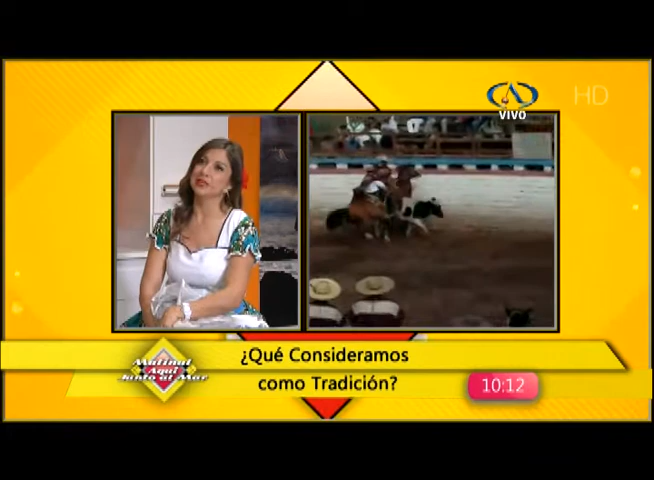 HD
VIVO
¿Qué Consideramos
como Tradición?
Matinal
Aquí
Junto al Mar
10:12